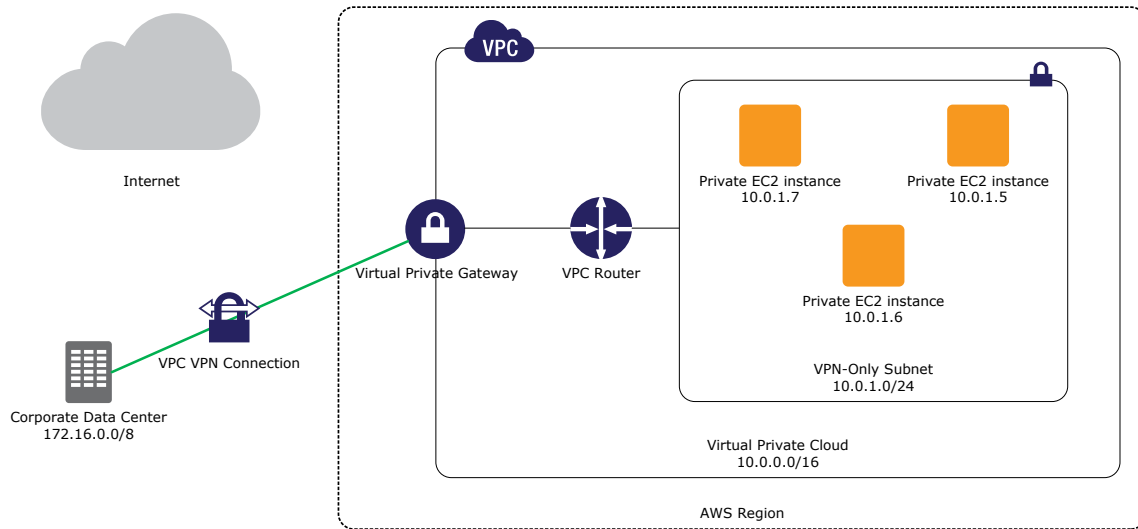 VPC
Private EC2 instance
10.0.1.7
Private EC2 instance
10.0.1.5
Internet
Virtual Private Gateway
VPC Router
Private EC2 instance
10.0.1.6
VPC VPN Connection
VPN-Only Subnet
10.0.1.0/24
Corporate Data Center
172.16.0.0/8
Virtual Private Cloud
10.0.0.0/16
AWS Region